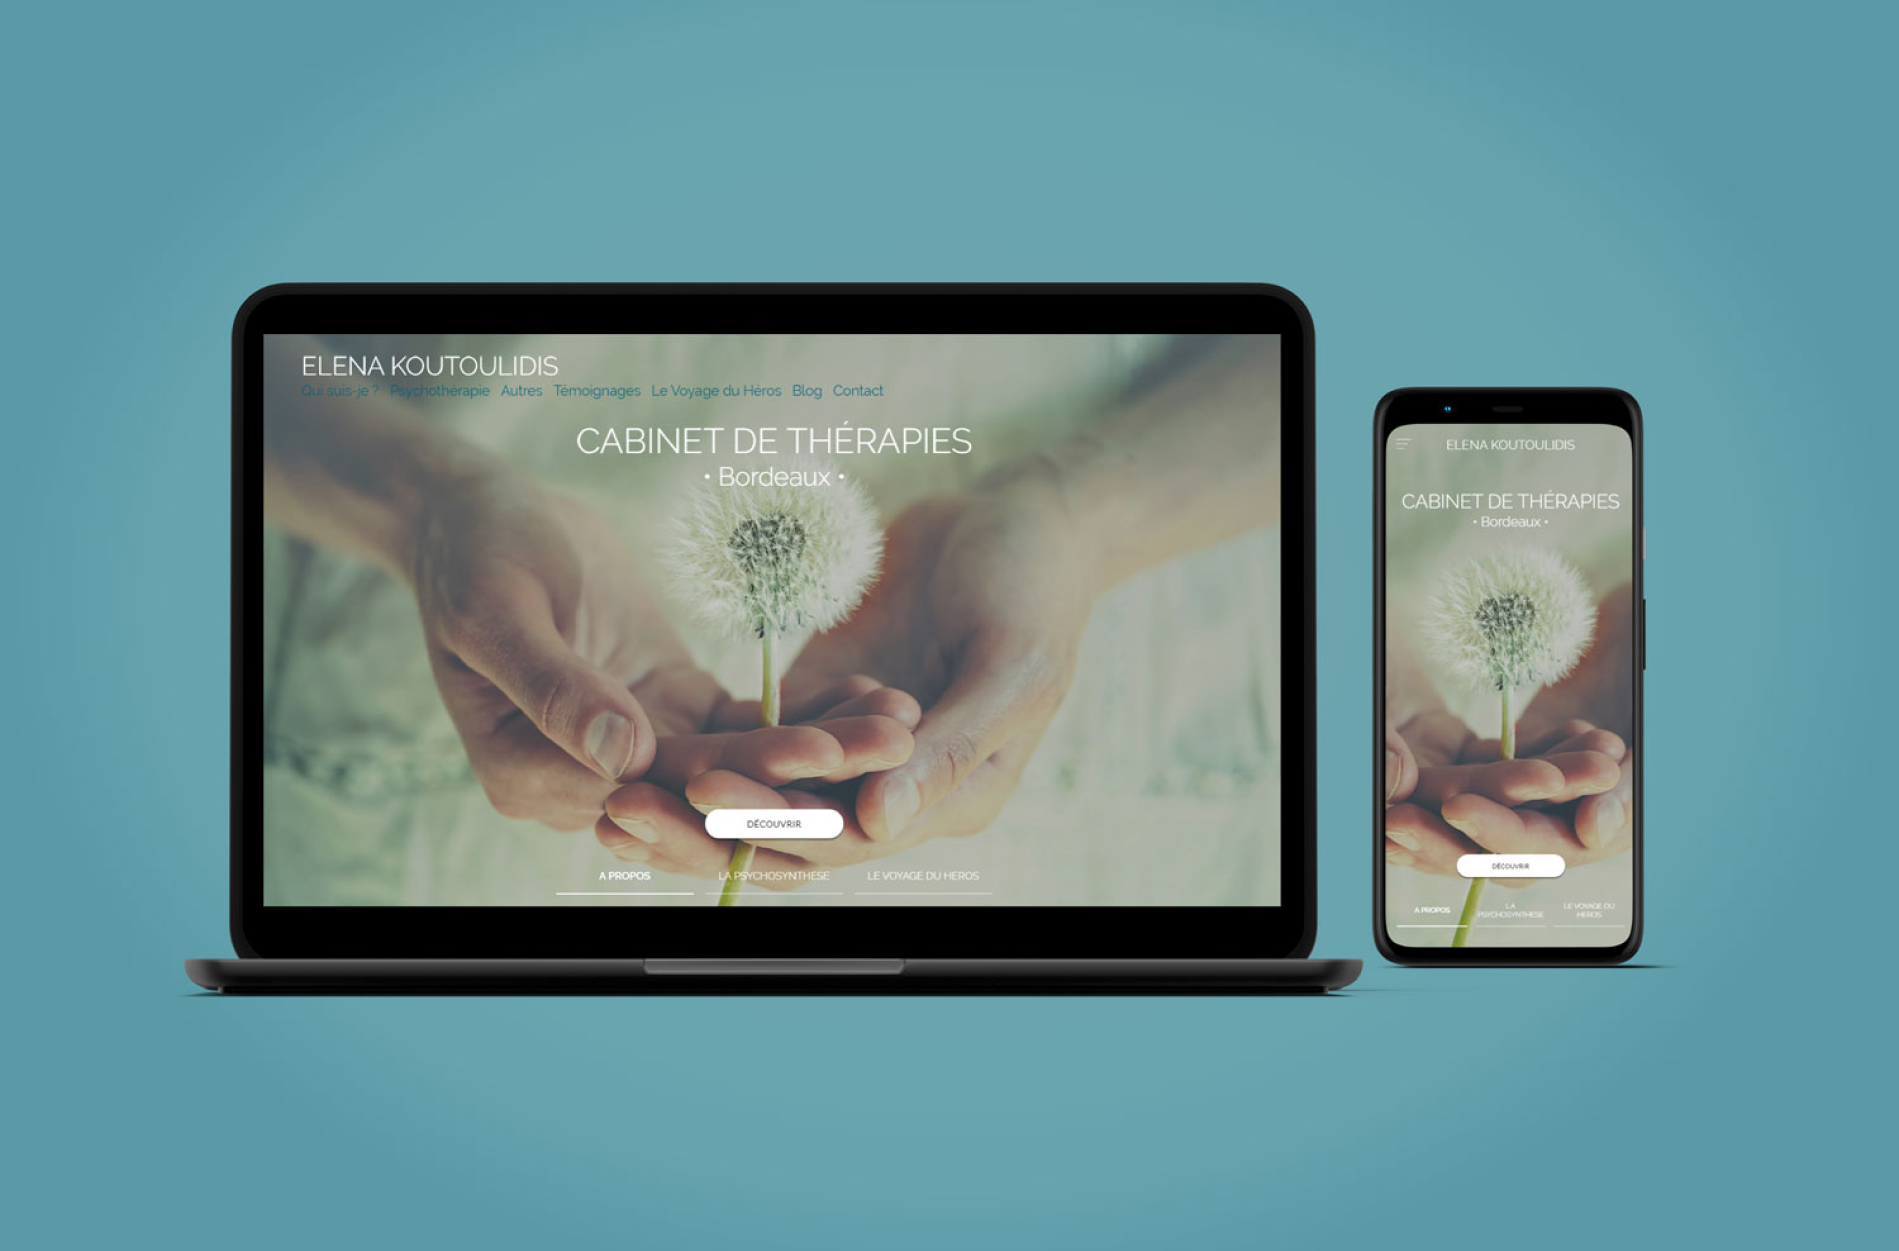 ELENA KOUTOULIDIS
Qui suis-je ? Psychothérapie Autres Témoignages Le Voyage du Héros Blog Contact
CABINET DE THÉRAPIES
• Bordeaux •
DÉCOUVRIR
A PROPOS LA PSYCHOSYNTHESE LE VOYAGE DU HEROS
ELENA KOUTOULIDIS
CABINET DE THÉRAPIES
• Bordeaux •
DÉCOUVRIR
A PROPOS
LA
PSYCHOSYNTHESE
LE VOYAGE DU
HEROS